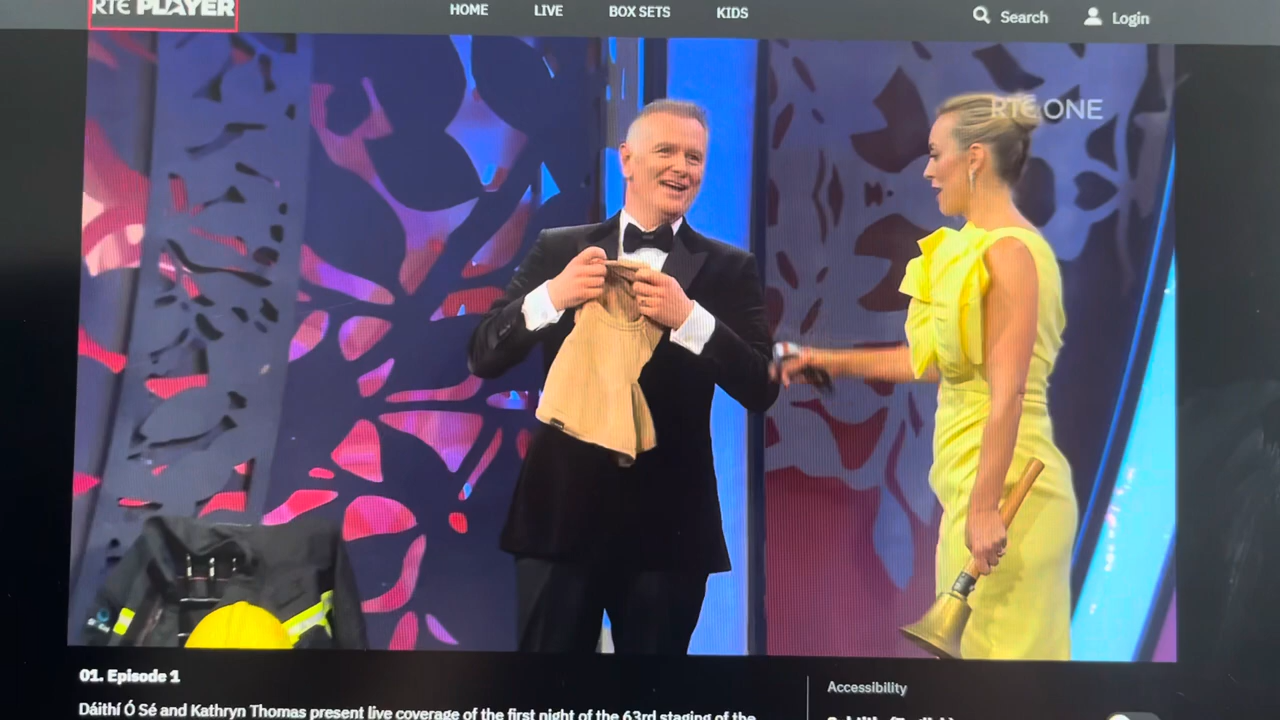 RTÉ PLAYER
HOME LIVE BOX SETS KIDS Search Login
RTÉ ONE
01. Episode 1
Dáithí Ó Sé and Kathryn Thomas present live coverage of the first night of the 63rd staging of the
Accessibility